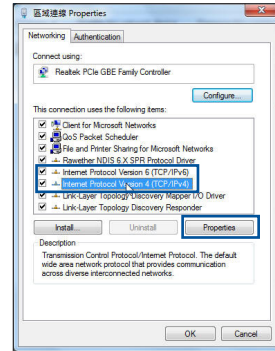 區域連線 Properties
Networking Authentication
Connect using:
Realtek PCIe GBE Family Controller
Configure...
This connection uses the following items:
Client for Microsoft Networks
QoS Packet Scheduler
File and Printer Sharing for Microsoft Networks
Rawether NDIS 6.X SPR Protocol Driver
Internet Protocol Version 6 (TCP/IPv6)
Internet Protocol Version 4 (TCP/IPv4)
Link-Layer Topology Discovery Mapper I/O Driver
Link-Layer Topology Discovery Responder
Install... Uninstall Properties
Description
Transmission Control Protocol/Internet Protocol. The default
wide area network protocol that provides communication
across diverse interconnected networks.
OK Cancel